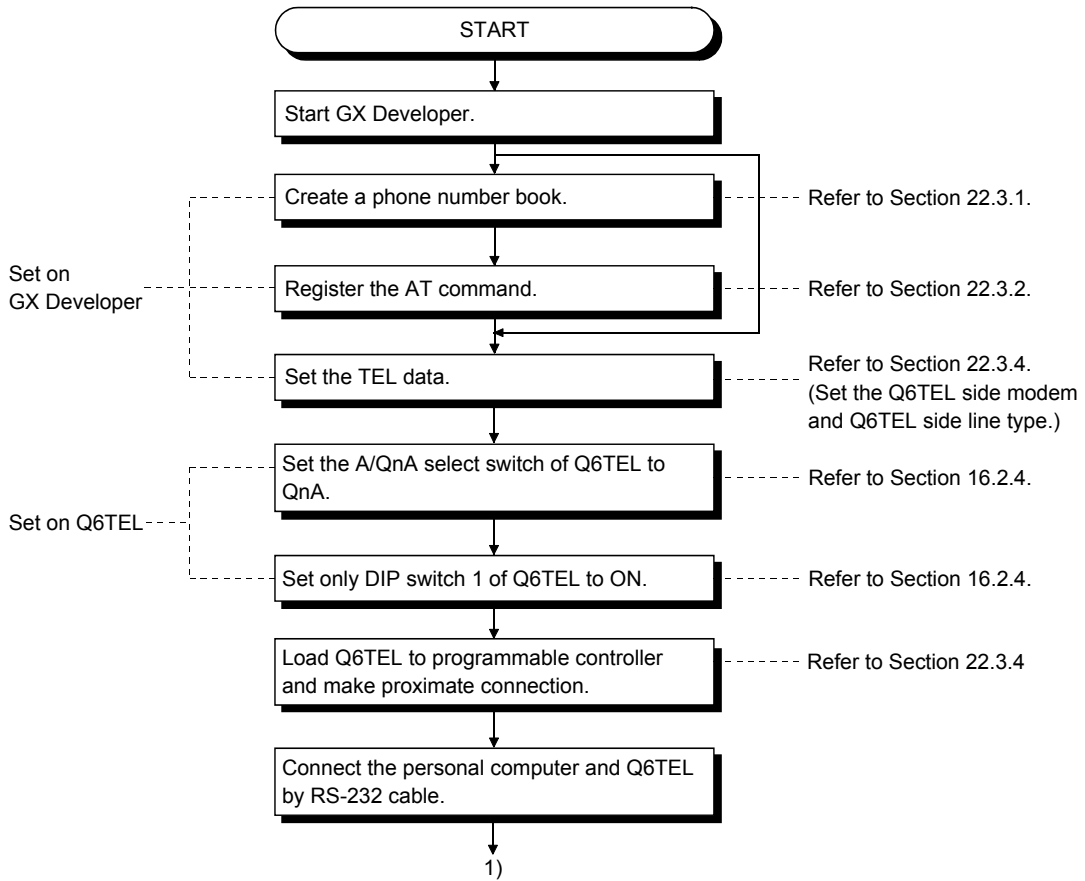 START
Start GX Developer.
Create a phone number book.
Refer to Section 22.3.1.
Set on
GX Developer
Register the AT command.
Refer to Section 22.3.2.
Set the TEL data.
Refer to Section 22.3.4.
(Set the Q6TEL side modem
and Q6TEL side line type.)
Set the A/QnA select switch of Q6TEL to
QnA.
Refer to Section 16.2.4.
Set on Q6TEL
Set only DIP switch 1 of Q6TEL to ON.
Refer to Section 16.2.4.
Load Q6TEL to programmable controller
and make proximate connection.
Refer to Section 22.3.4
Connect the personal computer and Q6TEL
by RS-232 cable.
1)